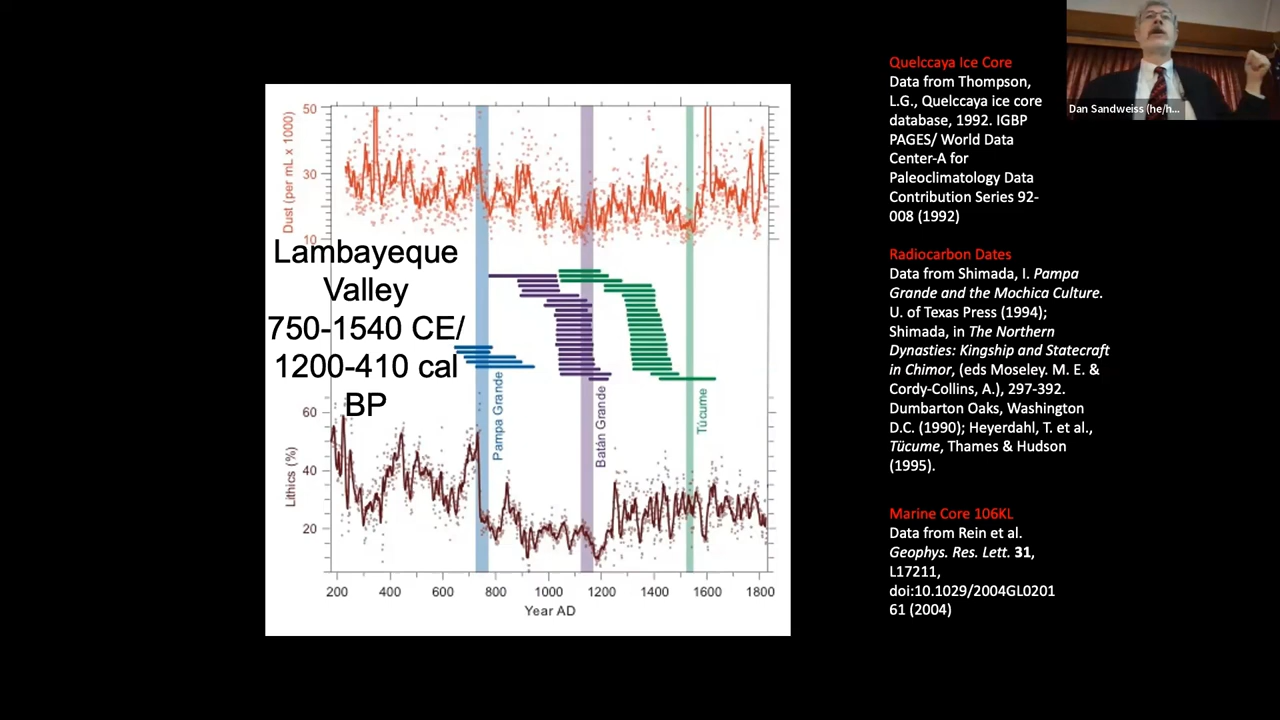 Dust (per mL x 1000)
50
30
10
Lambayeque
Valley
750-1540 CE/
1200-410 cal
BP
Pampa Grande
Batán Grande
Túcume
Lithics (%)
60
40
20
200 400 600 800 1000 1200 1400 1600 1800
Year AD
Quelccaya Ice Core
Data from Thompson,
L.G., Quelccaya ice core
database, 1992. IGBP
PAGES/ World Data
Center-A for
Paleoclimatology Data
Contribution Series 92-
008 (1992)
Radiocarbon Dates
Data from Shimada, I. Pampa
Grande and the Mochica Culture.
U. of Texas Press (1994);
Shimada, in The Northern
Dynasties: Kingship and Statecraft
in Chimor, (eds Moseley. M. E. &
Cordy-Collins, A.), 297-392.
Dumbarton Oaks, Washington
D.C. (1990); Heyerdahl, T. et al.,
Tücume, Thames & Hudson
(1995).
Marine Core 106KL
Data from Rein et al.
Geophys. Res. Lett. 31,
L17211,
doi:10.1029/2004GL0201
61 (2004)
Dan Sandweiss (he/h...